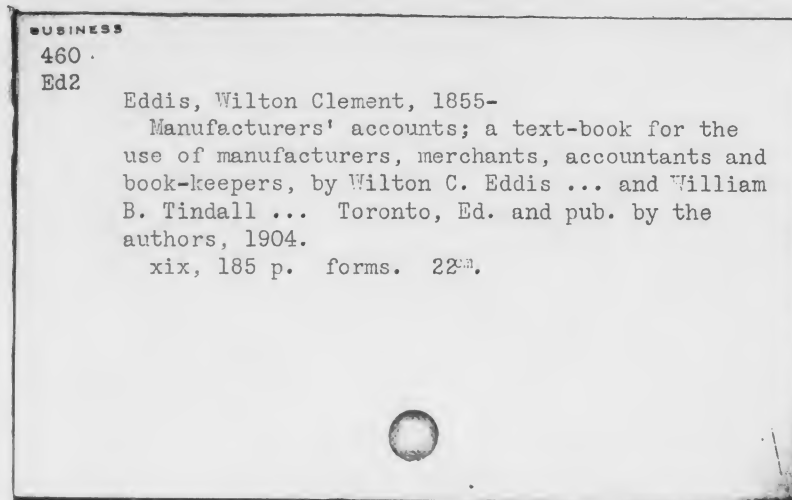 BUSINESS
460
Ed2
Eddis, Wilton Clement, 1855-
Manufacturers' accounts; a text-book for the
use of manufacturers, merchants, accountants and
book-keepers, by Wilton C. Eddis ... and William
B. Tindall ... Toronto, Ed. and pub. by the
authors, 1904.
xix, 185 p. forms. 22cm.